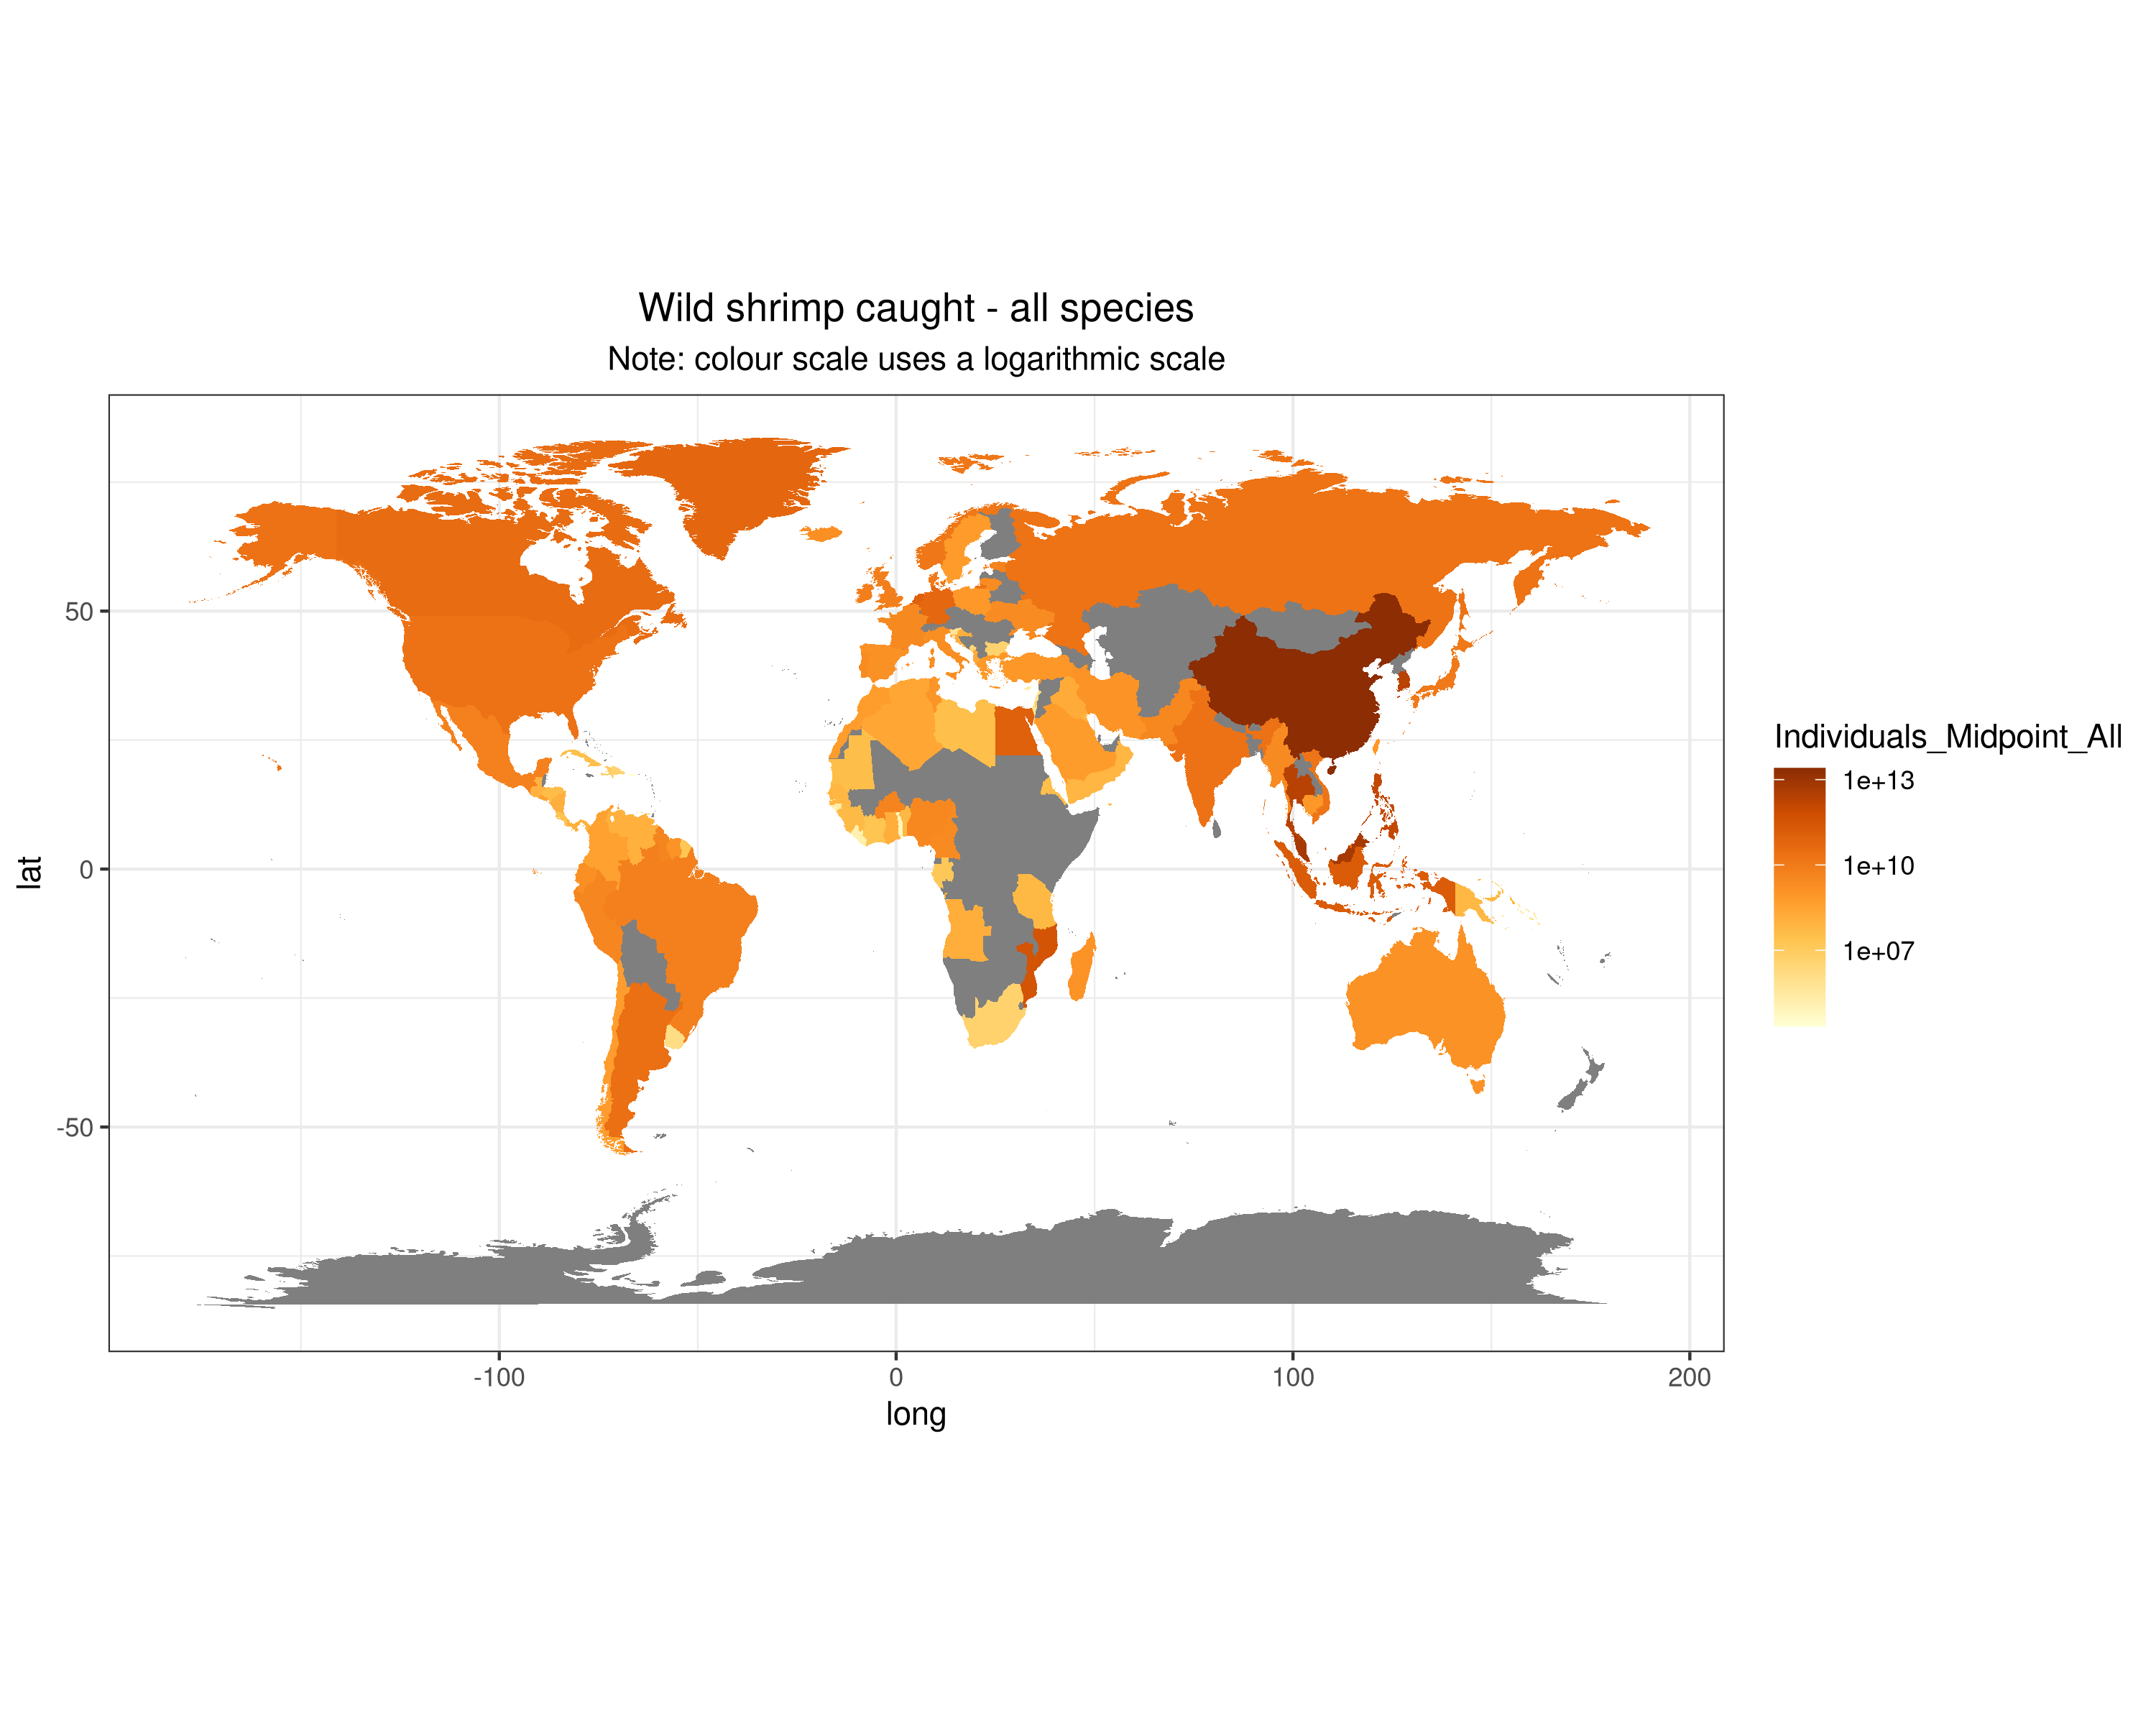 Wild shrimp caught - all species
Note: colour scale uses a logarithmic scale
lat
50
0
-50
-100
0
100
200
long
Individuals_Midpoint_All
1e+13
1e+10
1e+07